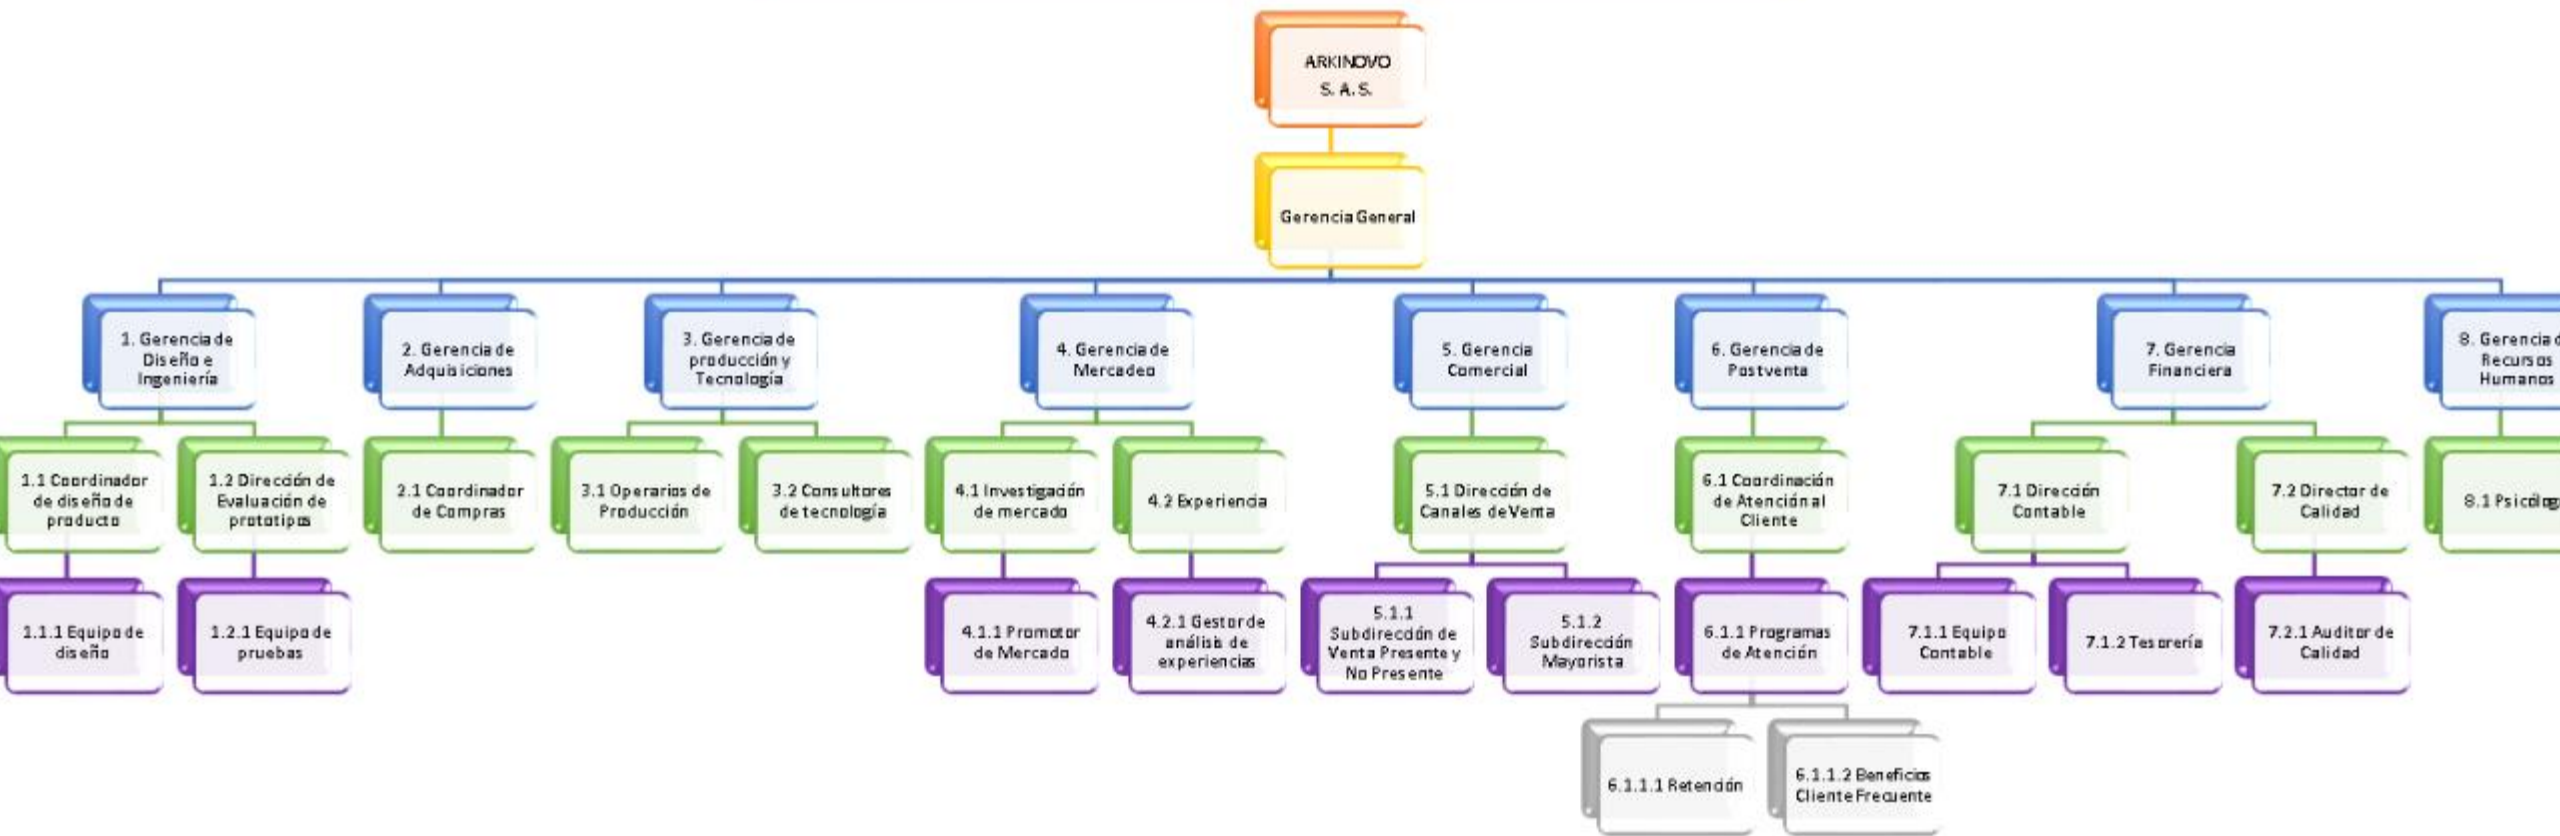 ARKINOVO
S. A. S.
Gerencia General
1. Gerencia de
Diseño e
Ingeniería
2. Gerencia de
Adquisiciones
3. Gerencia de
producción y
Tecnología
4. Gerencia de
Mercadeo
5. Gerencia
Comercial
6. Gerencia de
Postventa
7. Gerencia
Financiera
8. Gerencia
Recursos
Humanos
1.1 Coordinador
de diseño de
producto
1.2 Dirección de
Evaluación de
prototipos
2.1 Coordinador
de Compras
3.1 Operarios de
Producción
3.2 Consultores
de tecnología
4.1 Investigación
de mercado
4.2 Experiencia
5.1 Dirección de
Canales de Venta
6.1 Coordinación
de Atención al
Cliente
7.1 Dirección
Contable
7.2 Director de
Calidad
8.1
1.1.1 Equipo de
diseño
1.2.1 Equipo de
pruebas
4.1.1 Promotor
de Mercado
4.2.1 Gestor de
análisis de
experiencias
5.1.1
Subdirección de
Venta Presente y
No Presente
5.1.2
Subdirección
Mayorista
6.1.1 Programas
de Atención
7.1.1 Equipo
Contable
7.1.2 Tesorería
7.2.1 Auditor de
Calidad
6.1.1.1 Retención
6.1.1.2 Beneficios
Cliente Frecuente